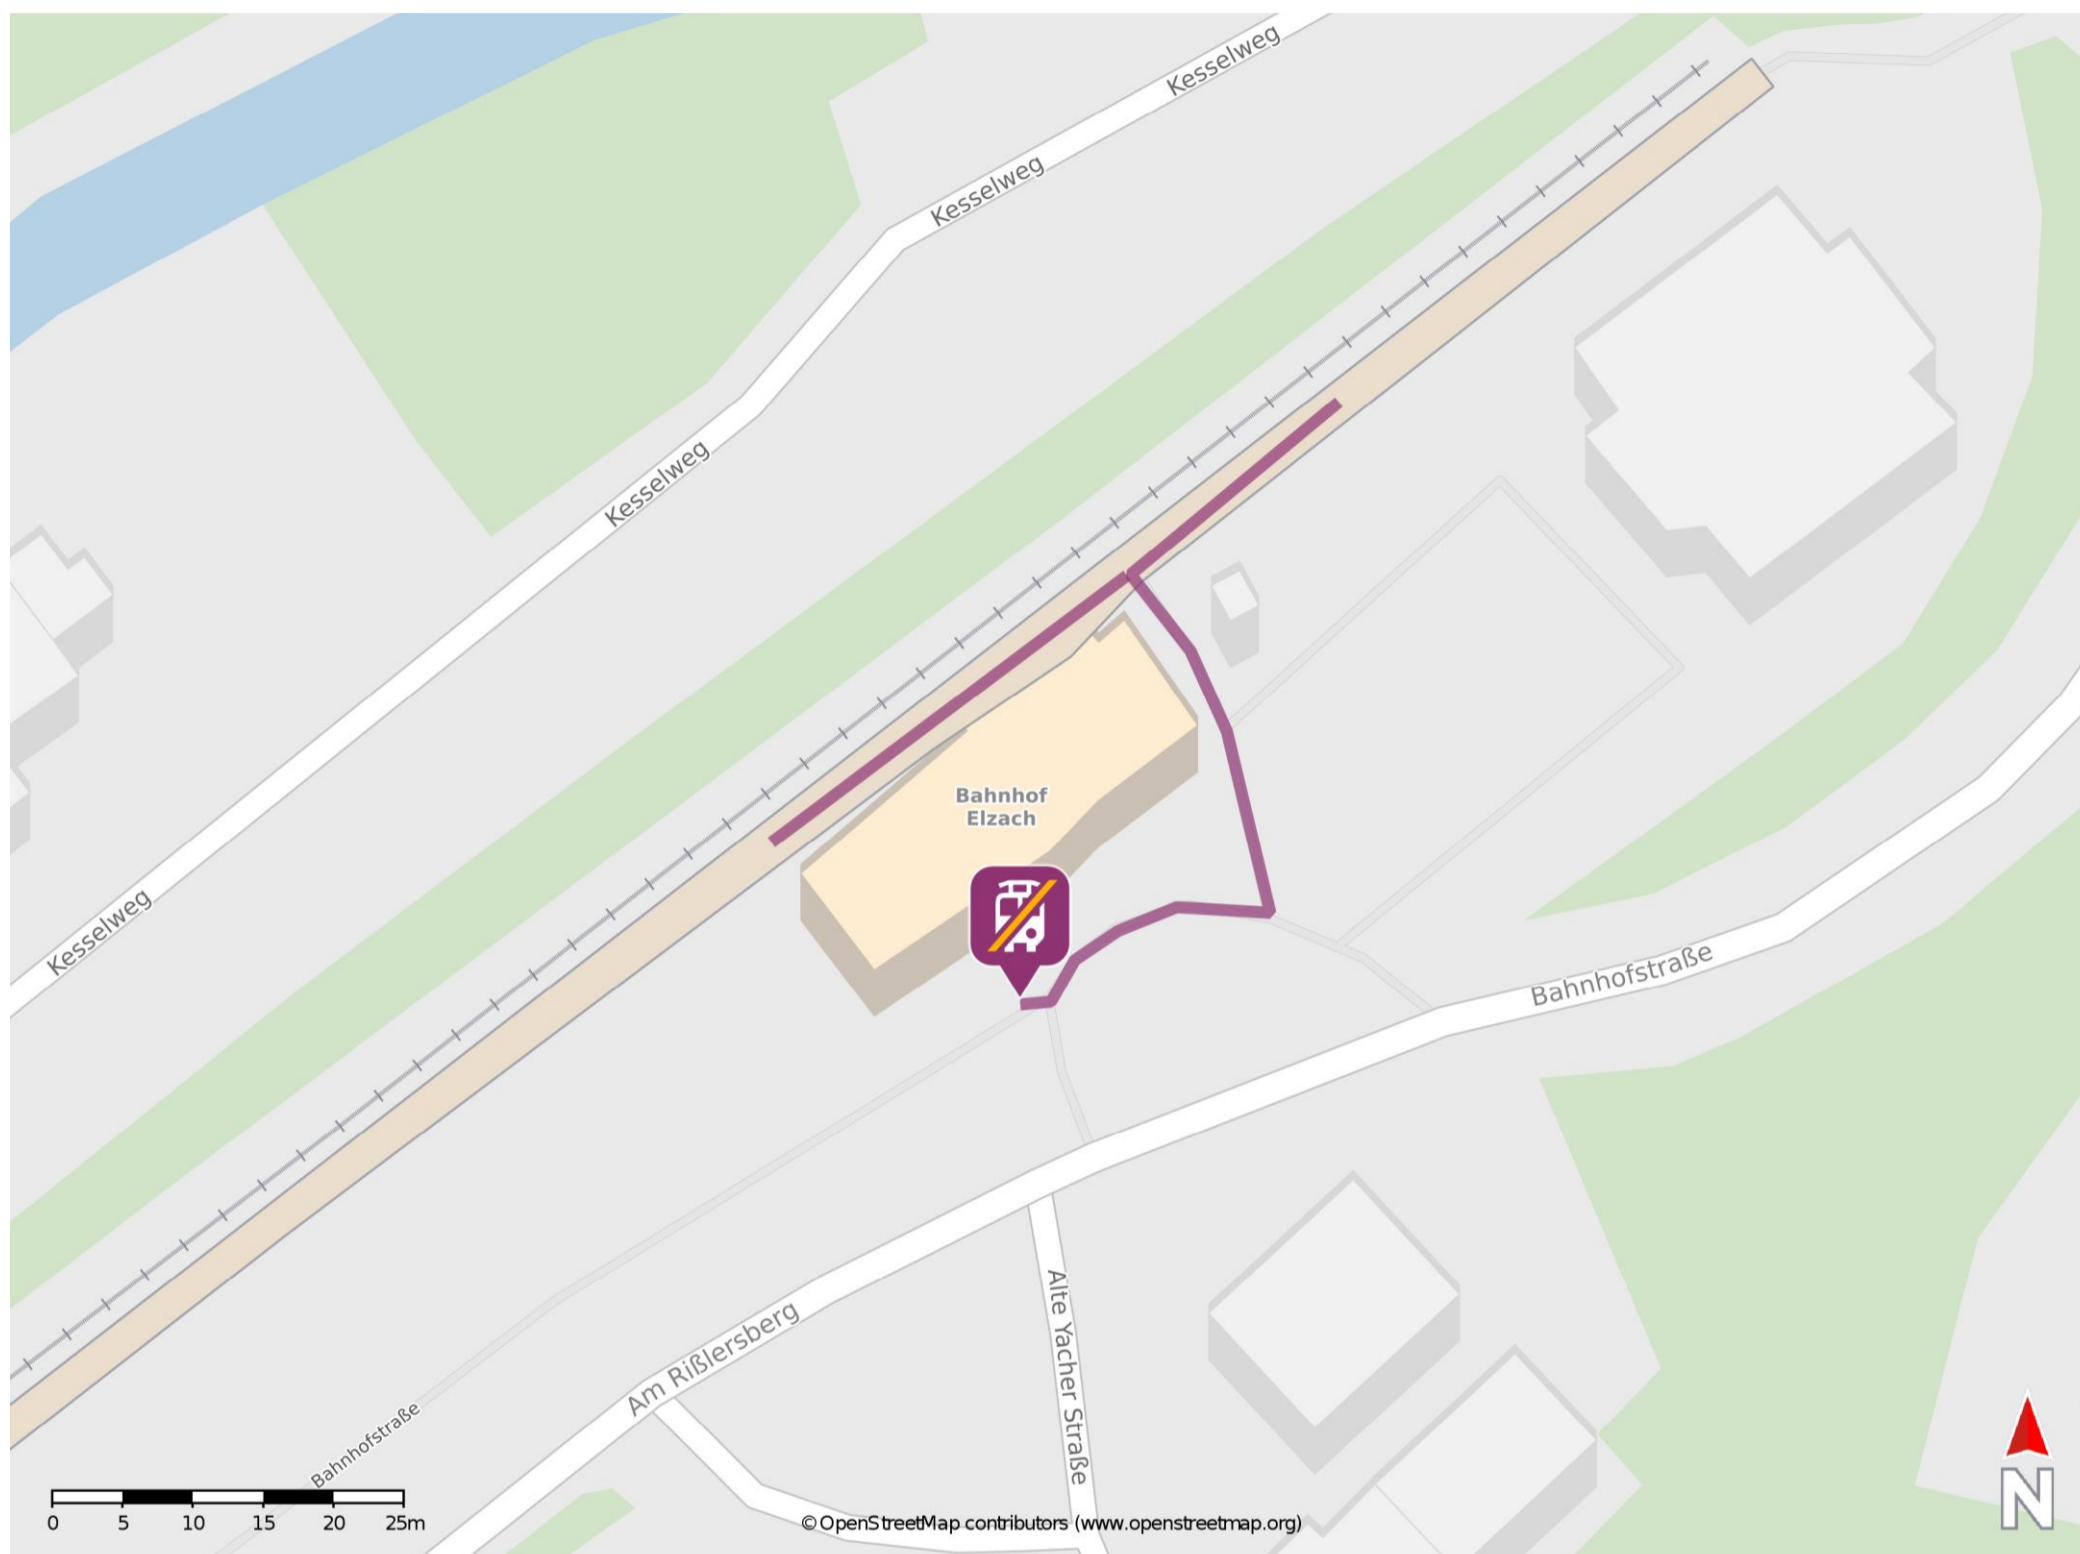 Kesselweg
Kesselweg
Kesselweg
Bahnhof
Elzach
Kesselweg
Bahnhofstraße
Am Rißlersberg
Alte Yacher Straße
Bahnhofstraße
0 5 10 15 20 25m
© OpenStreetMap contributors (www.openstreetmap.org)
N